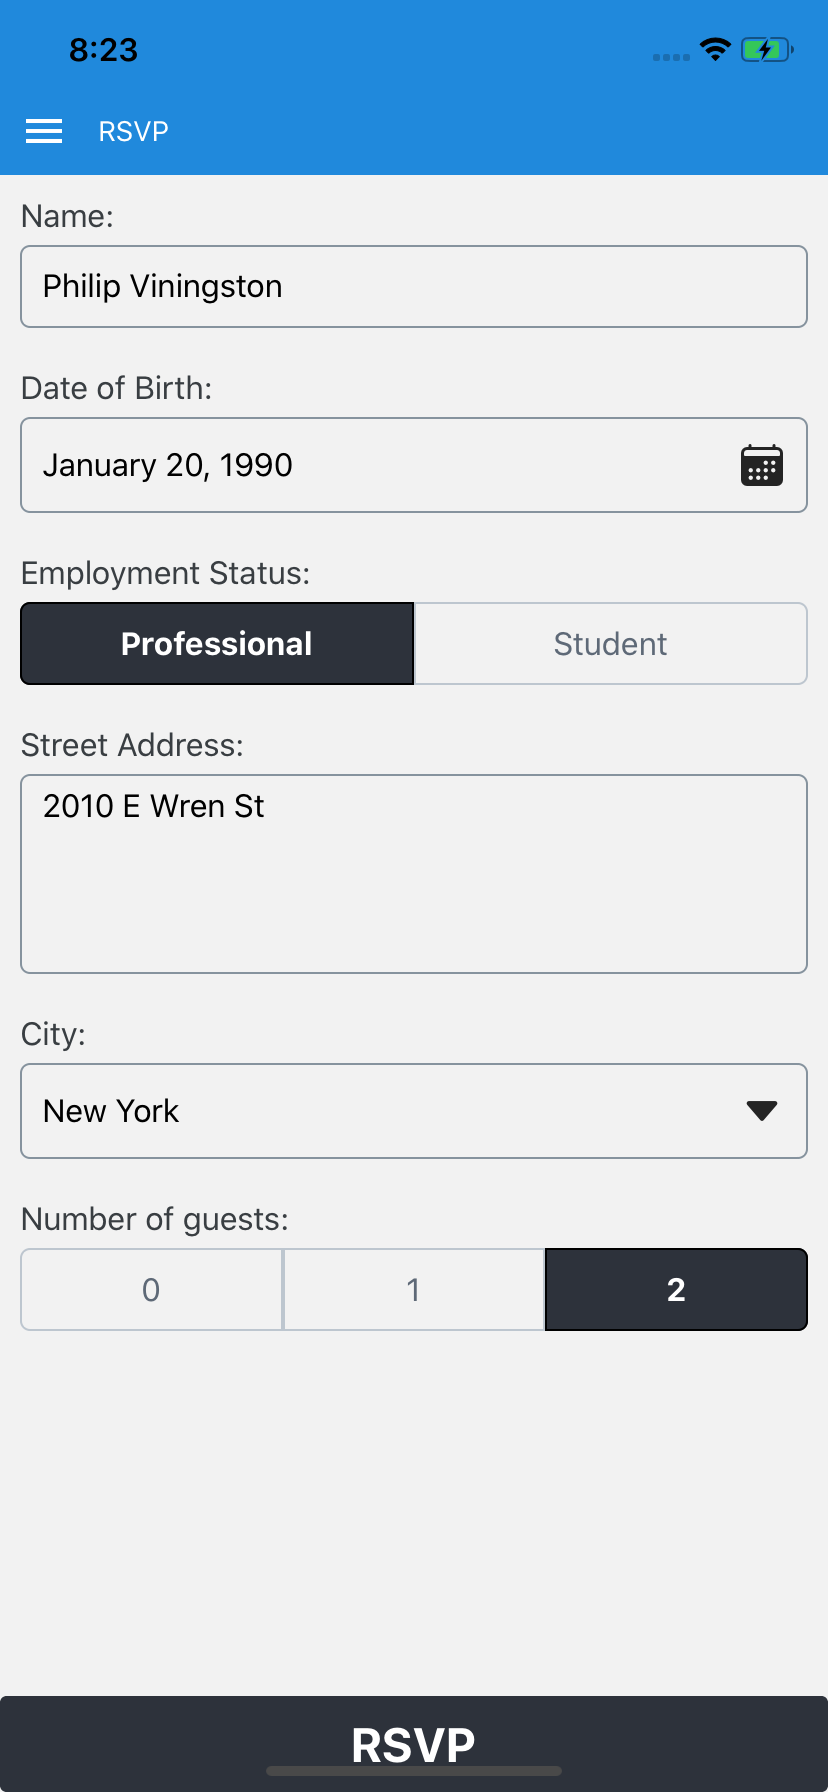 8:23
RSVP
Name:
Philip Viningston
Date of Birth:
January 20, 1990
Employment Status:
Professional Student
Street Address:
2010 E Wren St
City:
New York
Number of guests:
0 1 2
RSVP